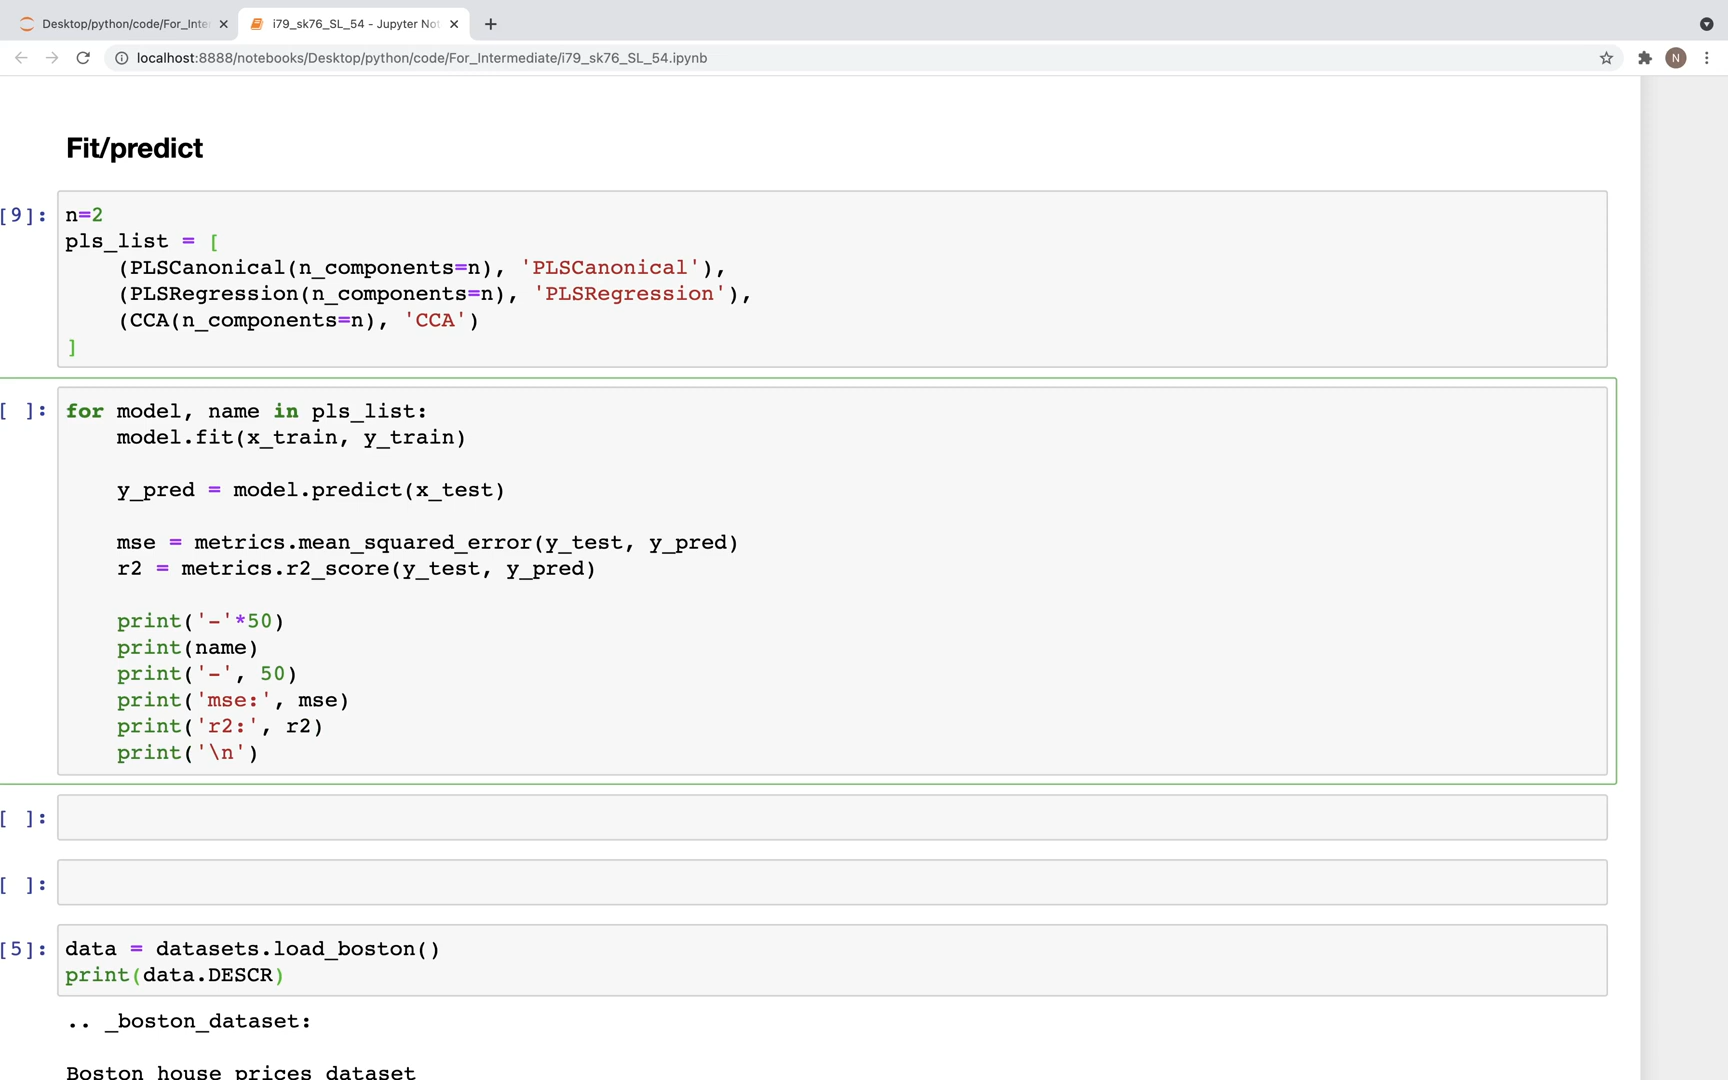 Desktop/python/code/For_Inte
i79_sk76_SL_54 - Jupyter No
localhost:8888/notebooks/Desktop/python/code/For_Intermediate/i79_sk76_SL_54.ipynb
N
Fit/predict
[9]:
n=2
pls_list = [
    (PLSCanonical(n_components=n), 'PLSCanonical'),
    (PLSRegression(n_components=n), 'PLSRegression'),
    (CCA(n_components=n), 'CCA')
]
[ ]:
for model, name in pls_list:
    model.fit(x_train, y_train)
    y_pred = model.predict(x_test)
    mse = metrics.mean_squared_error(y_test, y_pred)
    r2 = metrics.r2_score(y_test, y_pred)
    print('-'*50)
    print(name)
    print('-', 50)
    print('mse:', mse)
    print('r2:', r2)
    print('\n')
[ ]:
[ ]:
[5]:
data = datasets.load_boston()
print(data.DESCR)
.. _boston_dataset:
Boston house prices dataset